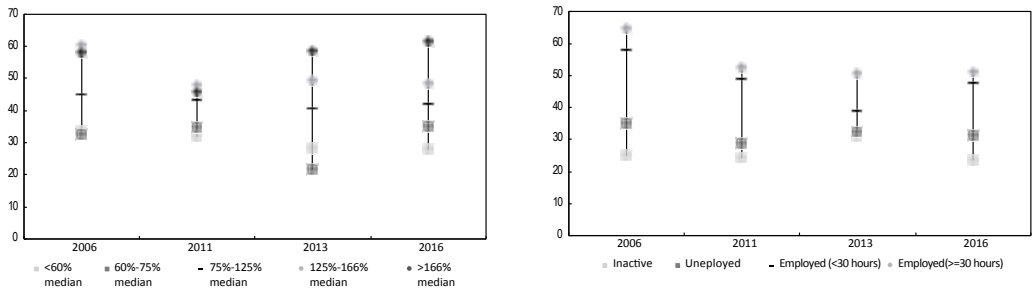 70
60
50
40
30
20
10
0
2006 2011 2013 2016
<60% median
60%-75% median
75%-125% median
125%-166% median
>166% median
70
60
50
40
30
20
10
0
2006 2011 2013 2016
Inactive Uneployed Employed (<30 hours) Employed(>=30 hours)